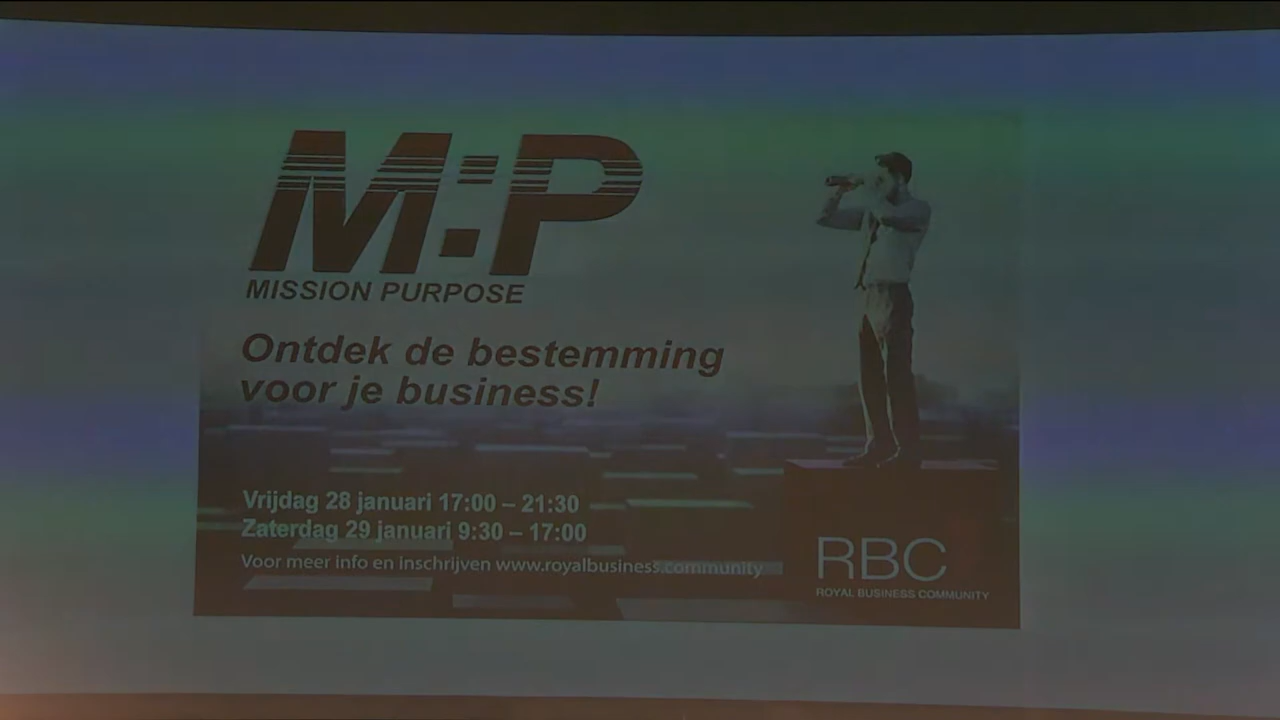 M:P
MISSION PURPOSE
Ontdek de bestemming
voor je business!
Vrijdag 28 januari 17:00 – 21:30
Zaterdag 29 januari 9:30 – 17:00
Voor meer info en inschrijven www.royalbusiness.community
RBC
ROYAL BUSINESS COMMUNITY